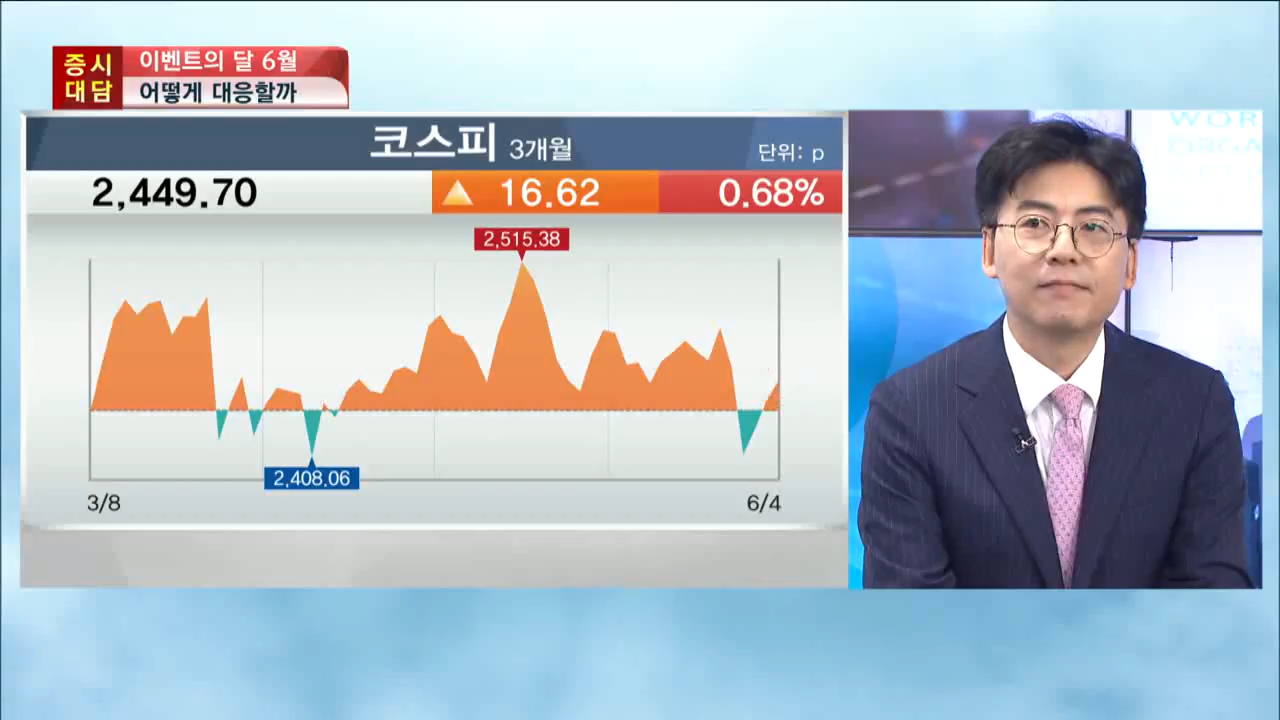 증시
대담
이벤트의 달 6월
어떻게 대응할까
코스피 3개월
단위: p
2,449.70
▲ 16.62
0.68%
2,515.38
2,408.06
3/8
6/4
WOR
ORGA